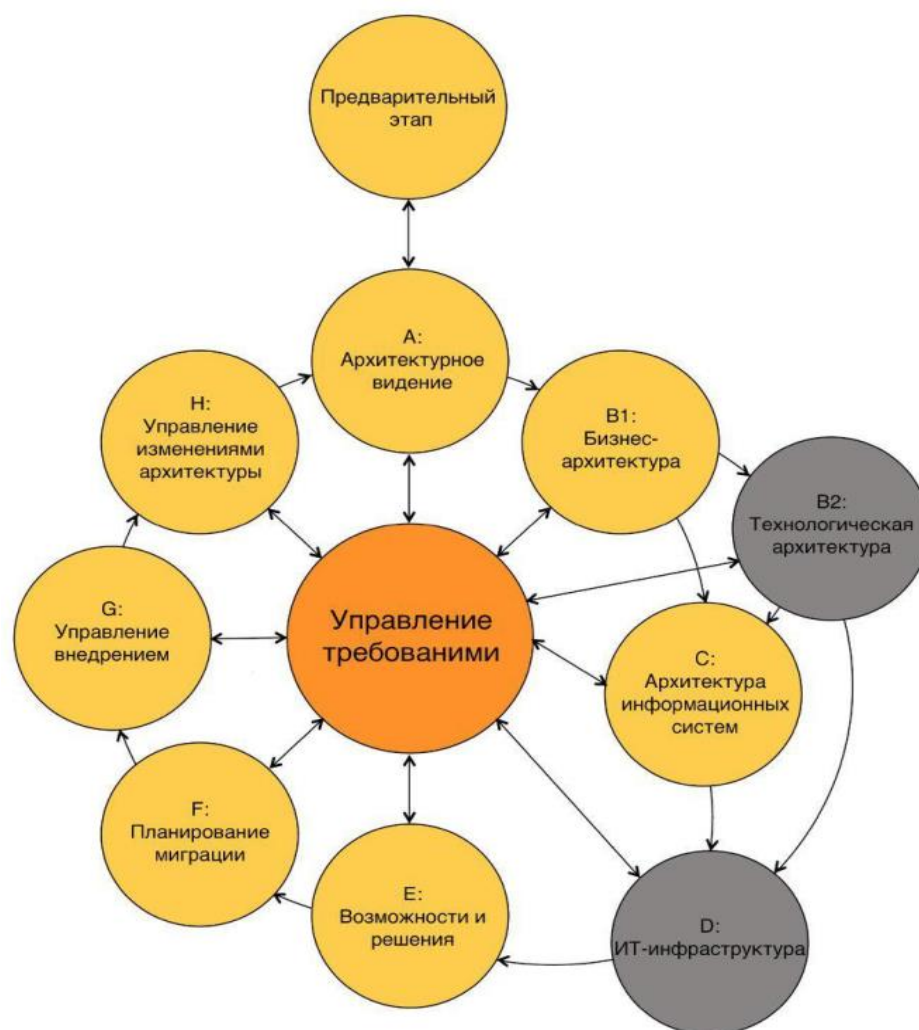 Предварительный
этап
A:
Архитектурное
видение
H:
Управление
изменениями
архитектуры
B1:
Бизнес-
архитектура
B2:
Технологическая
архитектура
G:
Управление
внедрением
Управление
требованими
C:
Архитектура
информационных
систем
F:
Планирование
миграции
E:
Возможности и
решения
D:
ИТ-инфраструктура